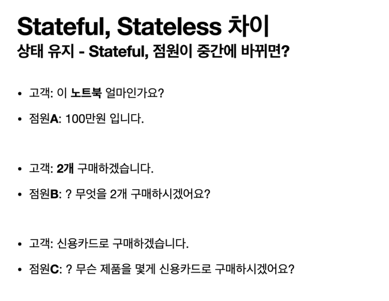 Stateful, Stateless 차이
상태 유지 - Stateful, 점원이 중간에 바뀌면?
• 고객: 이 노트북 얼마인가요?
• 점원A: 100만원 입니다.
• 고객: 2개 구매하겠습니다.
• 점원B: ? 무엇을 2개 구매하시겠어요?
• 고객: 신용카드로 구매하겠습니다.
• 점원C: ? 무슨 제품을 몇개 신용카드로 구매하시겠어요?